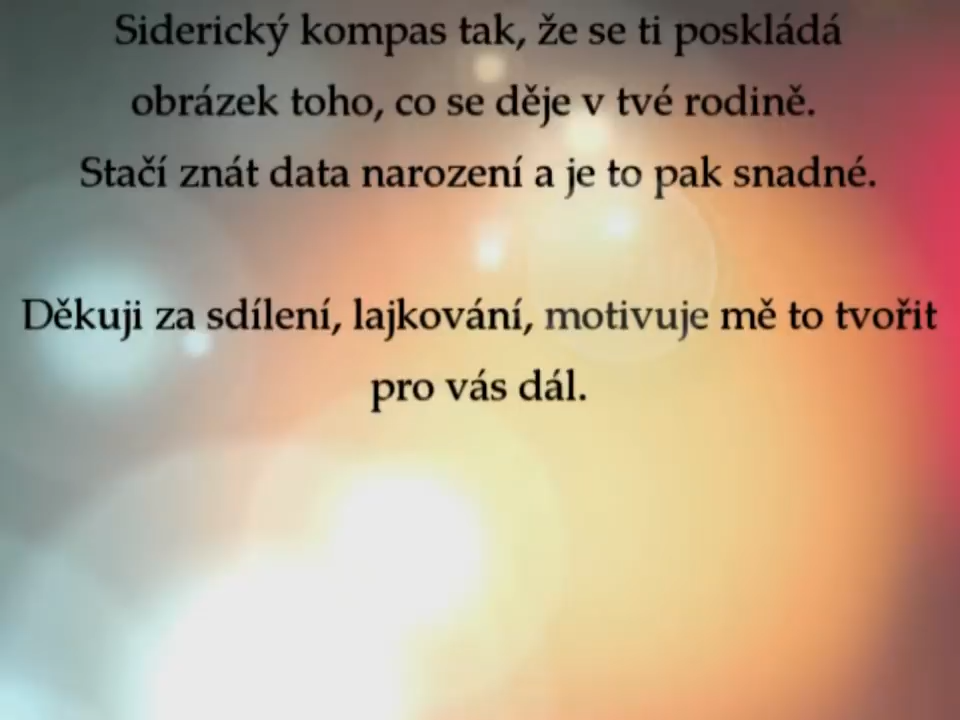 Siderický kompas tak, že se ti poskládá
obrázek toho, co se děje v tvé rodině.
Stačí znát data narození a je to pak snadné.
Děkuji za sdílení, lajkování, motivuje mě to tvořit
pro vás dál.